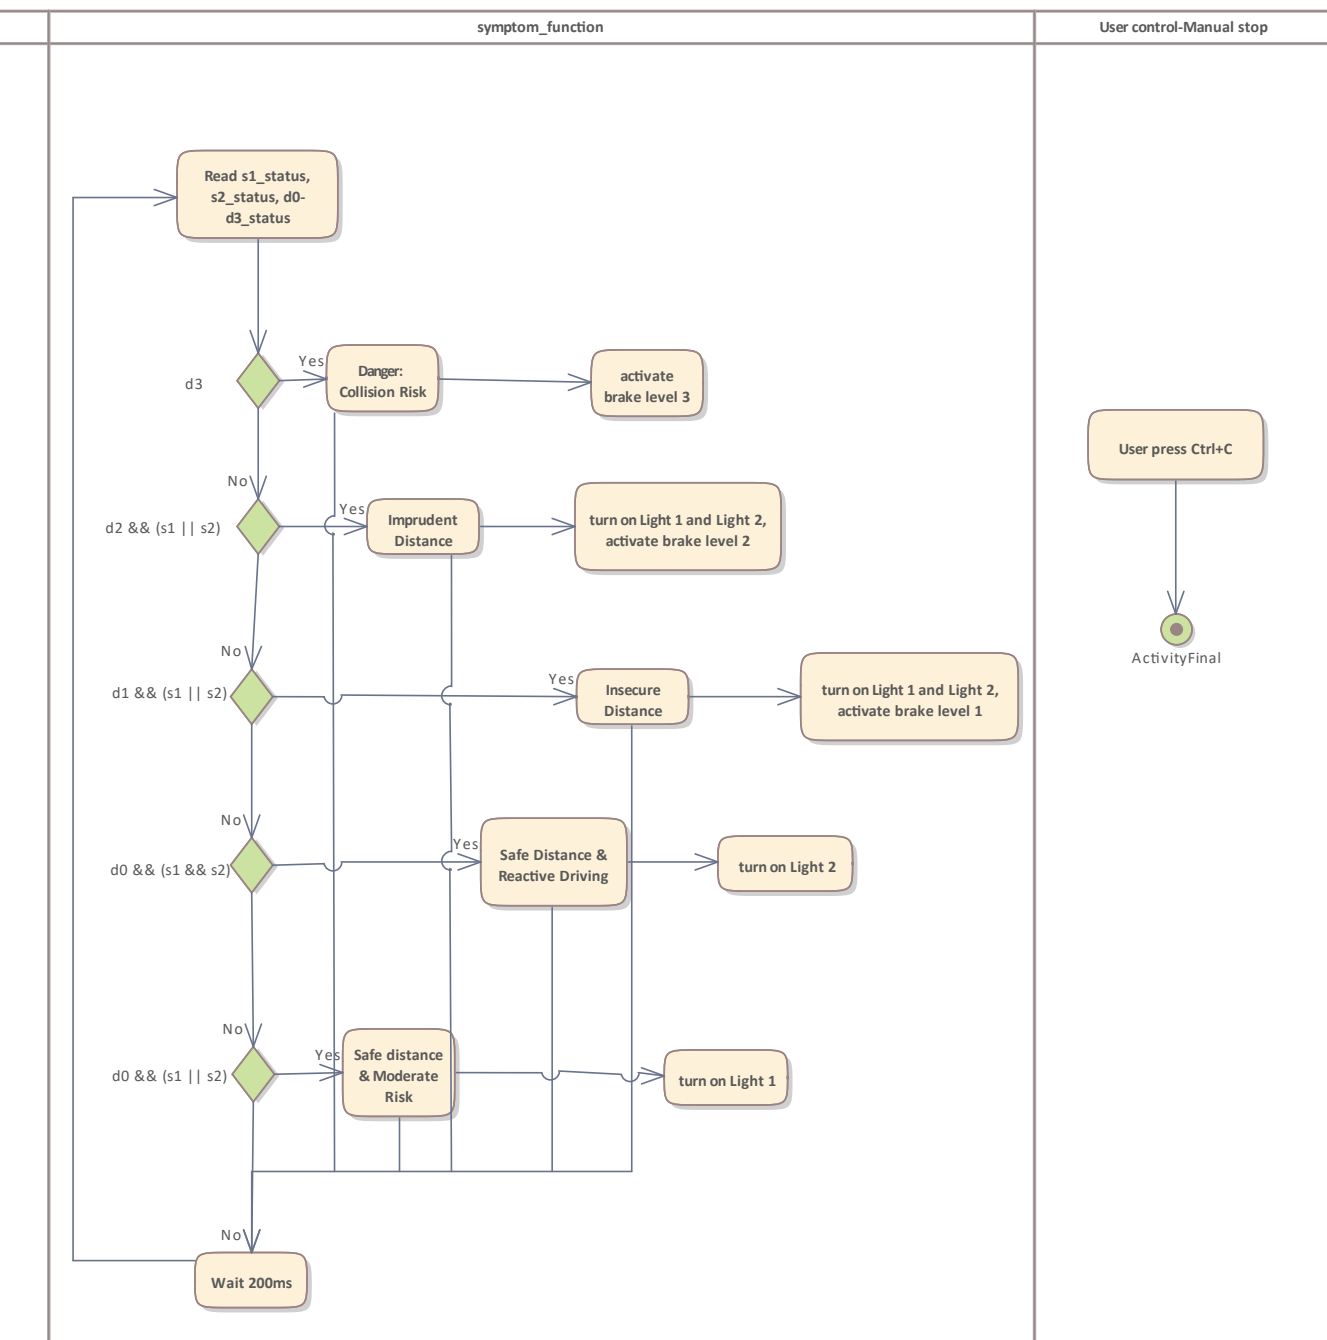 symptom_function
User control-Manual stop
Read s1_status,
s2_status, d0-
d3_status
d3
Yes
Danger:
Collision Risk
activate
brake level 3
User press Ctrl+C
No
d2 && (s1 || s2)
Yes
Imprudent
Distance
turn on Light 1 and Light 2,
activate brake level 2
ActivityFinal
No
d1 && (s1 || s2)
Yes
Insecure
Distance
turn on Light 1 and Light 2,
activate brake level 1
No
d0 && (s1 && s2)
Yes
Safe Distance &
Reactive Driving
turn on Light 2
No
d0 && (s1 || s2)
Yes
Safe distance
& Moderate
Risk
turn on Light 1
No
Wait 200ms